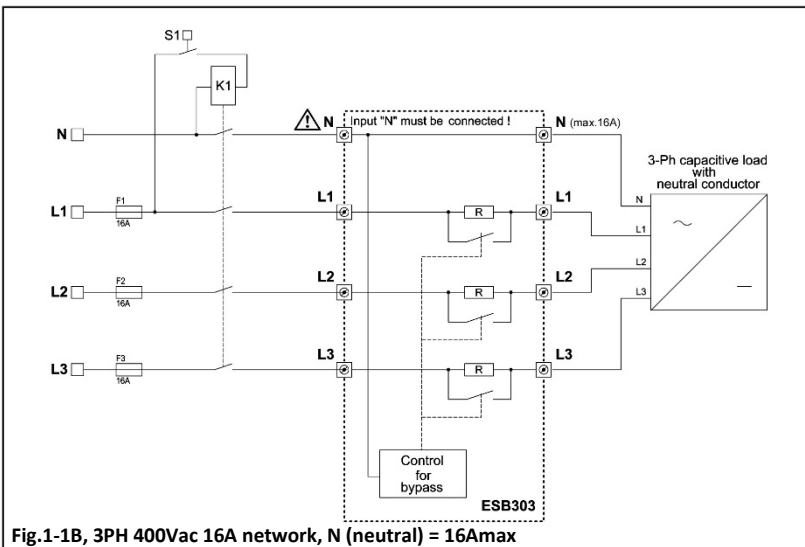 S1
K1
⚠ N
Input "N" must be connected !
N (max.16A)
N
3-Ph capacitive load
with
neutral conductor
N
L1
F1
16A
L1
R
L1
L1
L2
F2
16A
L2
R
L2
L2
L3
F3
16A
L3
R
L3
L3
Control
for
bypass
ESB303
Fig.1-1B, 3PH 400Vac 16A network, N (neutral) = 16Amax